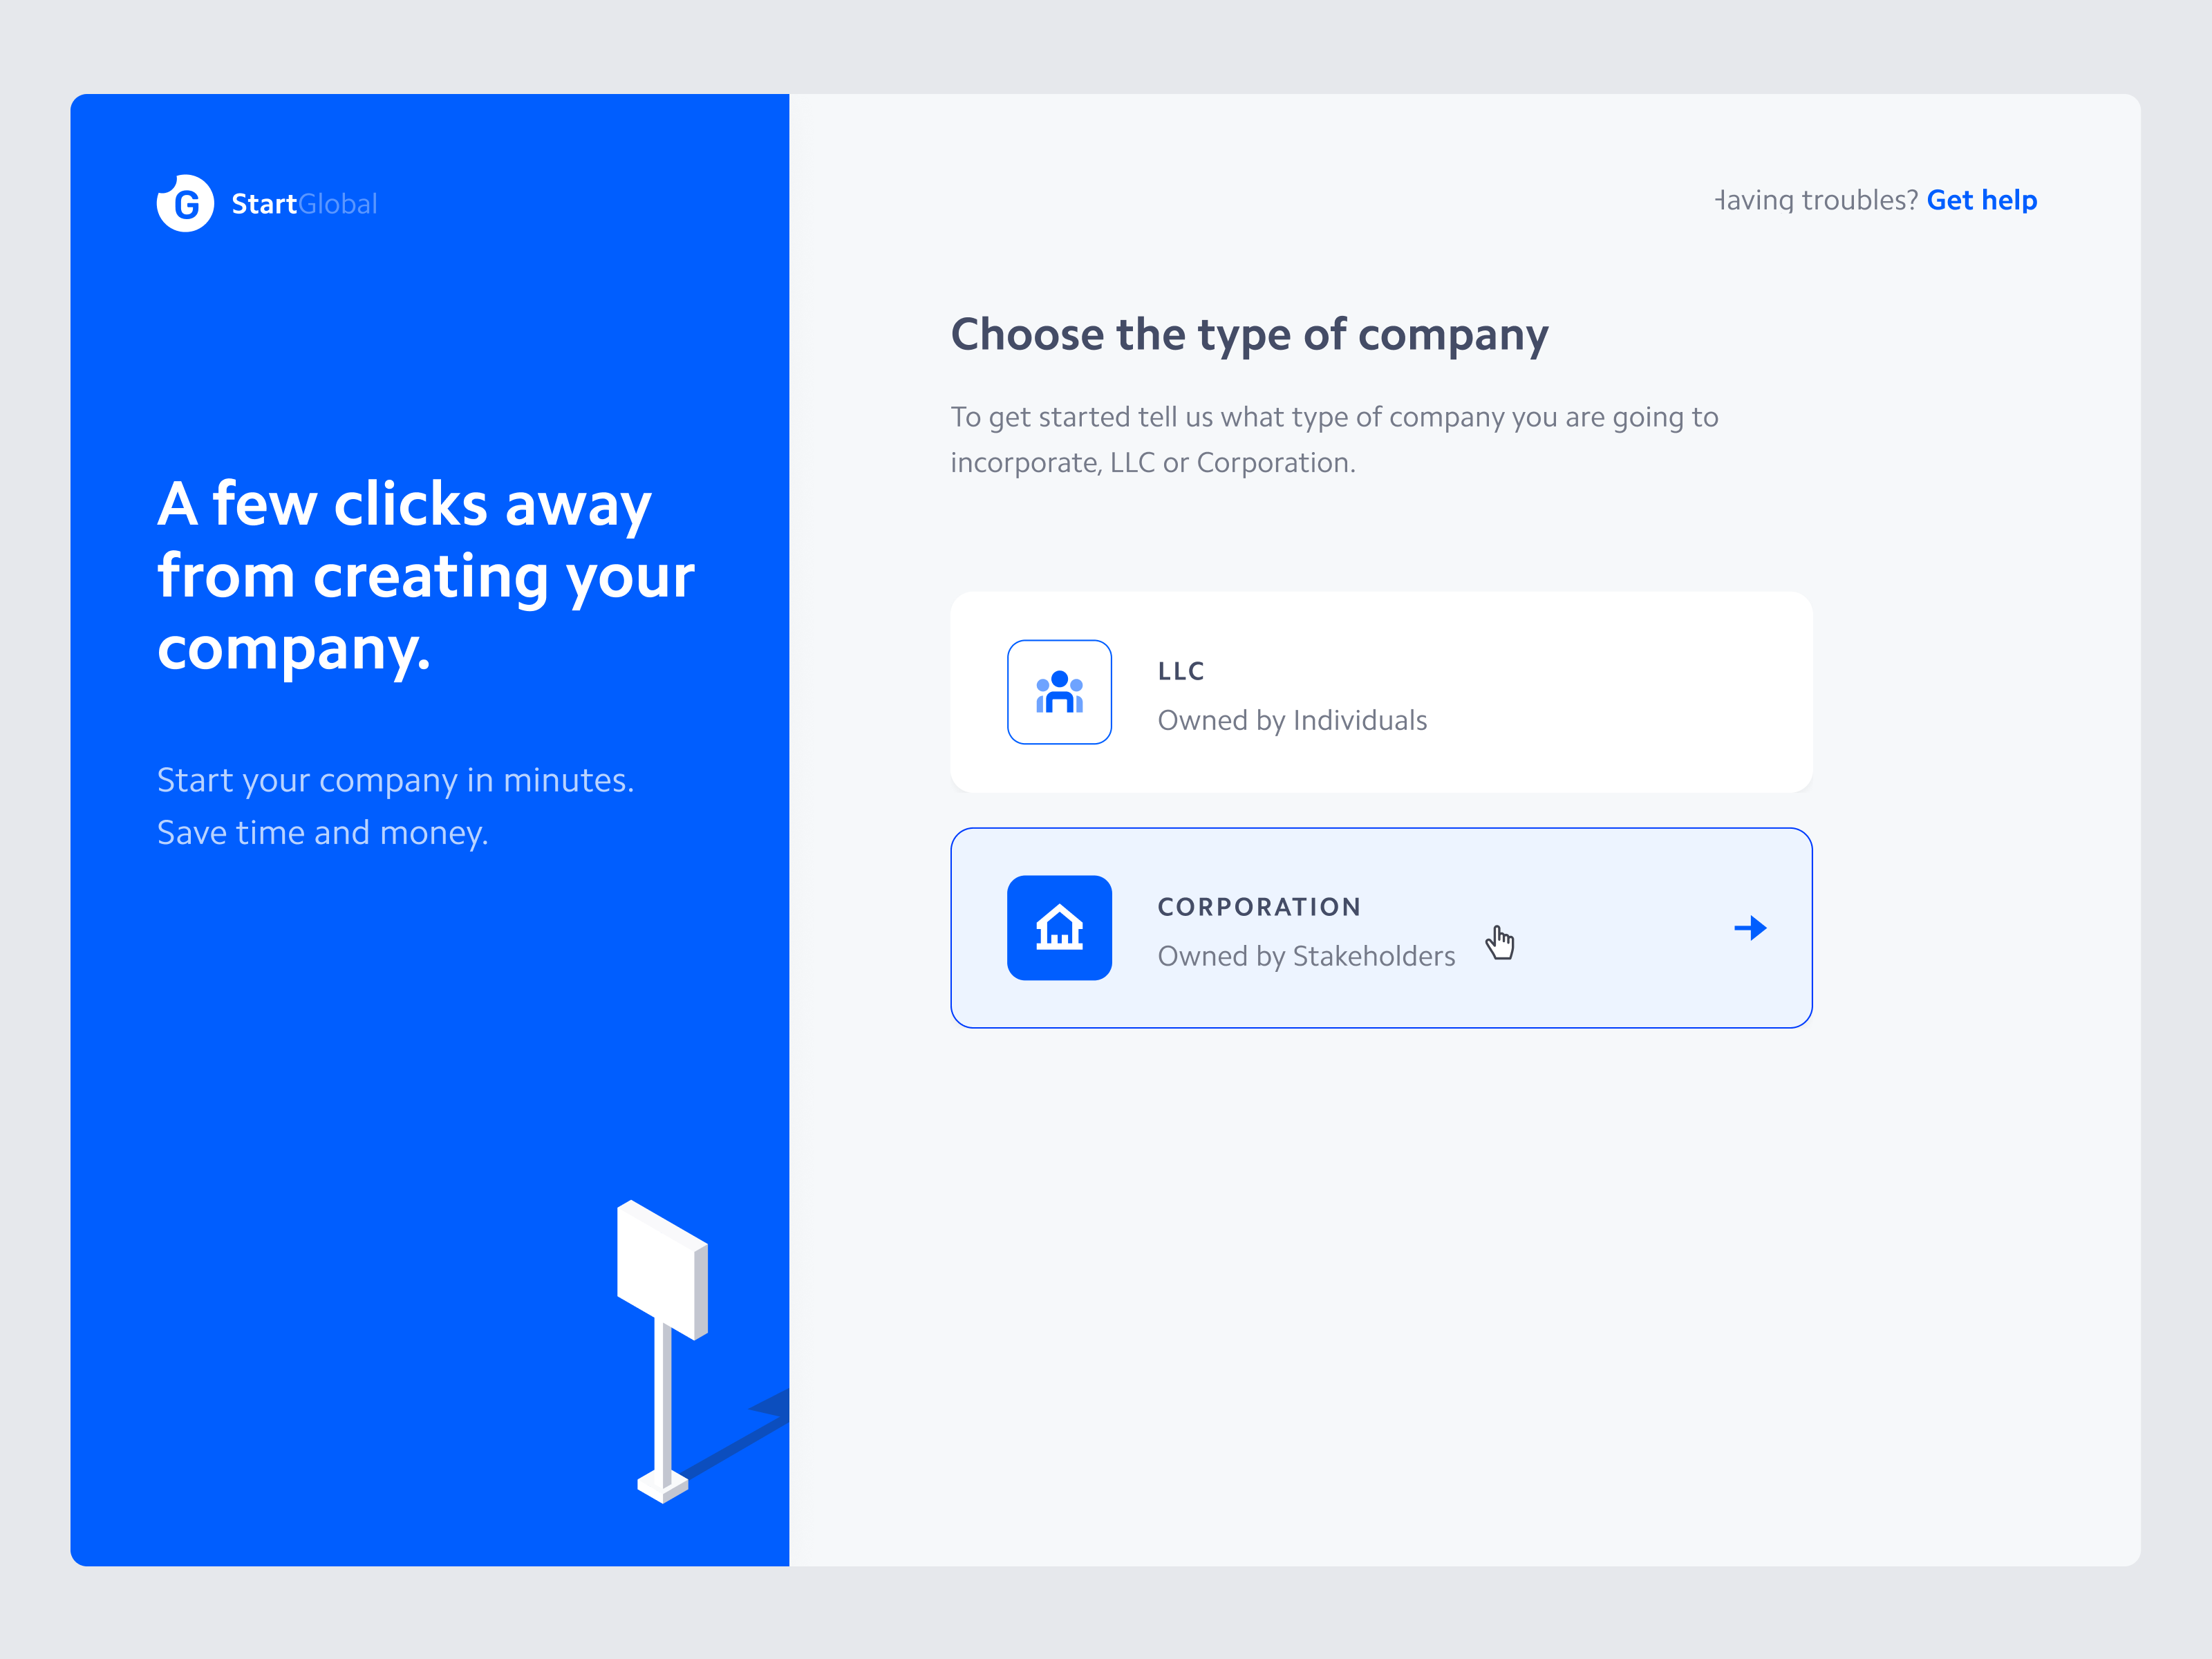 G StartGlobal
A few clicks away
from creating your
company.
Start your company in minutes.
Save time and money.
Having troubles? Get help
Choose the type of company
To get started tell us what type of company you are going to
incorporate, LLC or Corporation.
LLC
Owned by Individuals
CORPORATION
Owned by Stakeholders